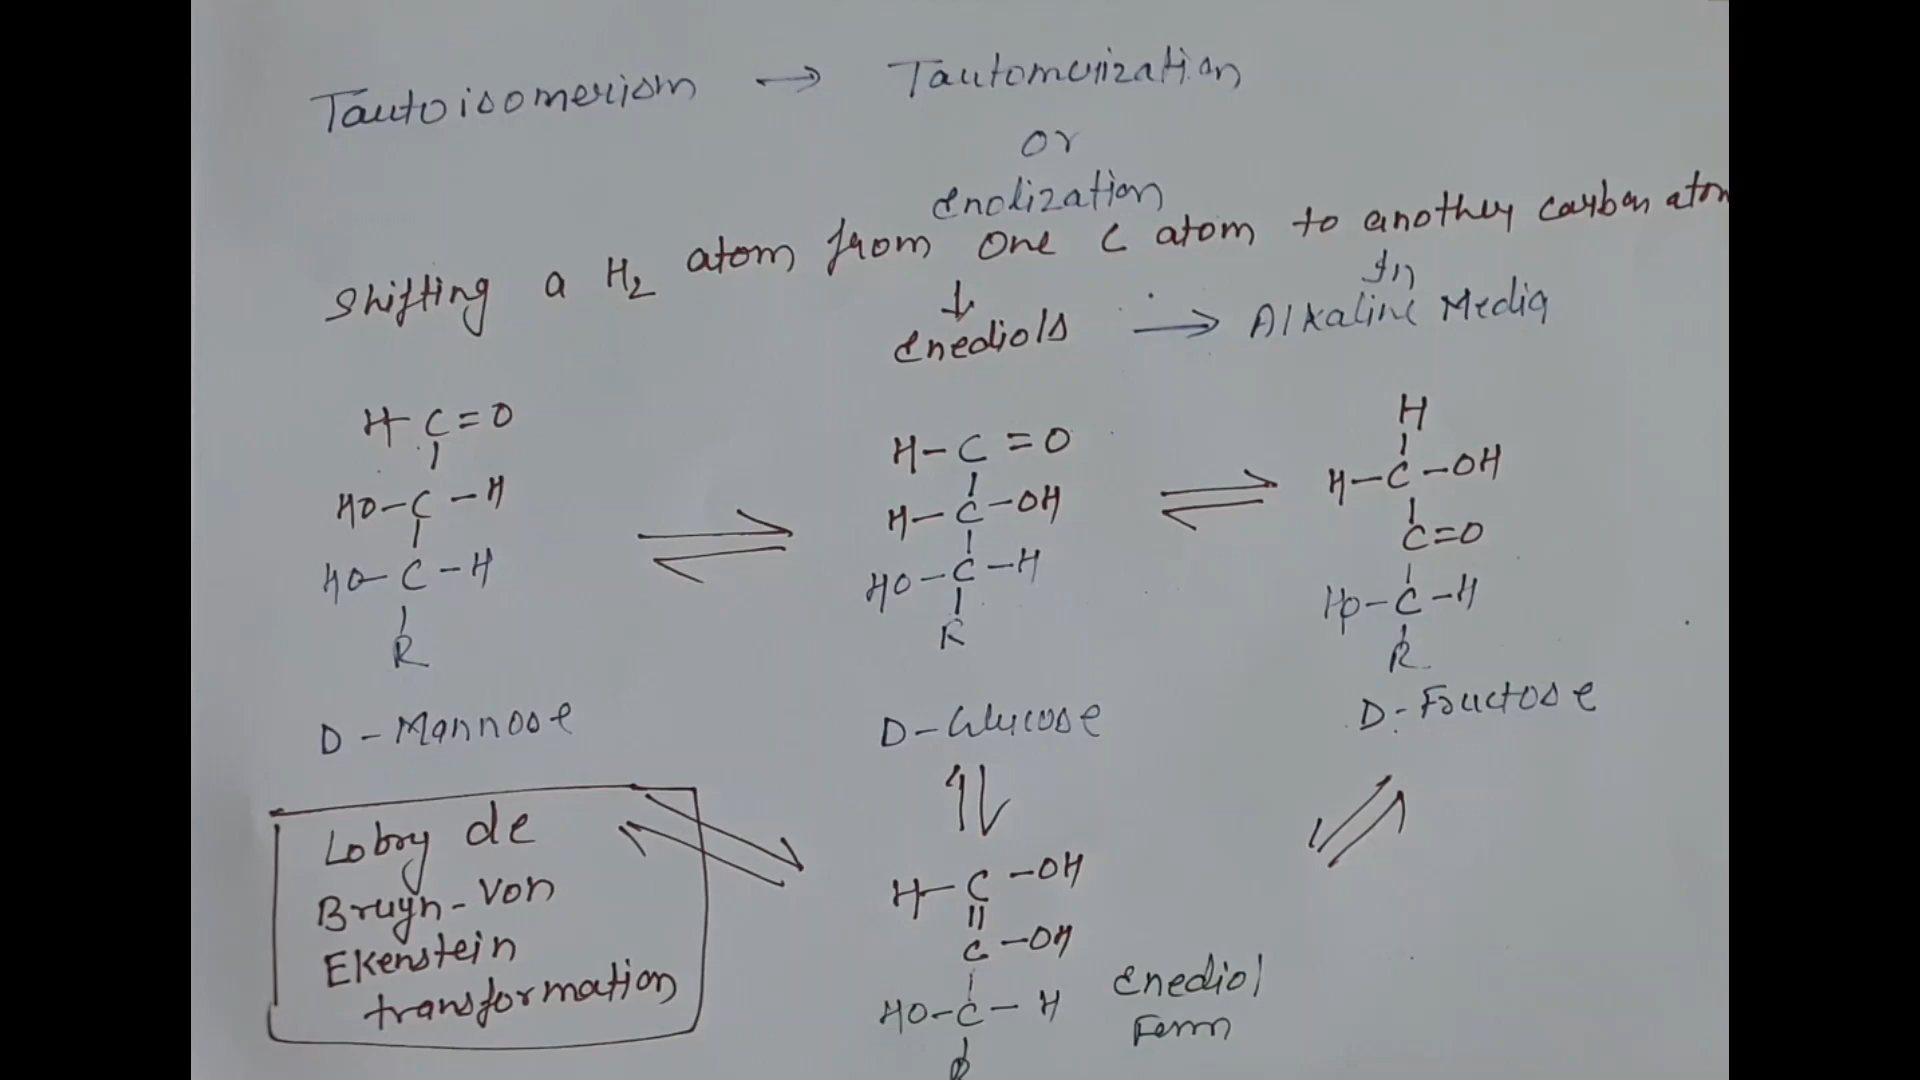 Tautoisomerism → Tautomerization
or
enolization
Shifting a H2 atom from one C atom to another carbon atom
↓ In
enediols → Alkaline Media
H C=O
HO-C-H
HO-C-H
R
D-Mannose
H-C=O
H-C-OH
HO-C-H
R
D-Glucose
H
H-C-OH
C=O
HO-C-H
R
D-Fructose
Lobry de
Bruyn-Von
Ekenstein
transformation
H-C-OH
C-OH
HO-C-H
Enediol
Form